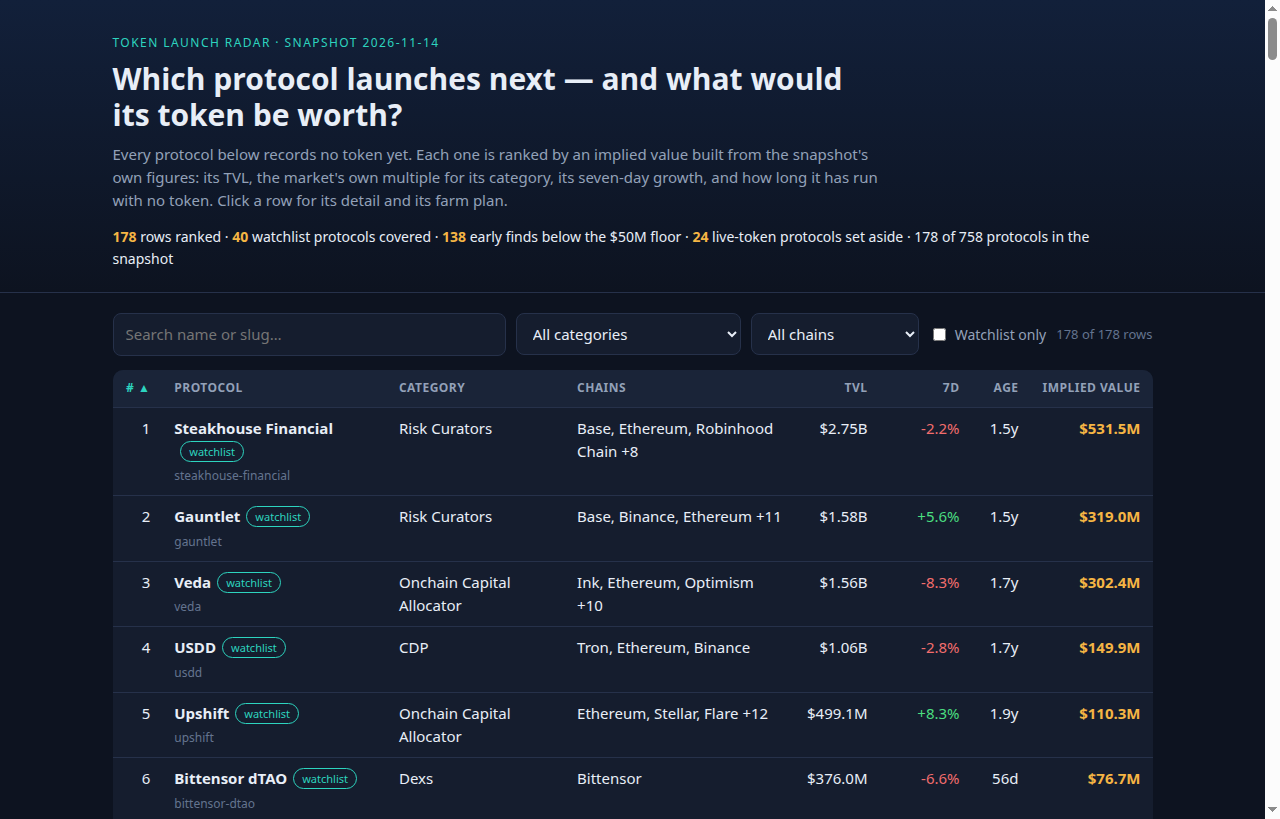 TOKEN LAUNCH RADAR · SNAPSHOT 2026-11-14
Which protocol launches next — and what would
its token be worth?
Every protocol below records no token yet. Each one is ranked by an implied value built from the snapshot's
own figures: its TVL, the market's own multiple for its category, its seven-day growth, and how long it has run
with no token. Click a row for its detail and its farm plan.
178 rows ranked · 40 watchlist protocols covered · 138 early finds below the $50M floor · 24 live-token protocols set aside · 178 of 758 protocols in the
snapshot
Search name or slug... All categories All chains Watchlist only 178 of 178 rows
# ▲ PROTOCOL CATEGORY CHAINS TVL 7D AGE IMPLIED VALUE
1 Steakhouse Financial Risk Curators Base, Ethereum, Robinhood $2.75B -2.2% 1.5y $531.5M
watchlist Chain +8
steakhouse-financial
2 Gauntlet watchlist Risk Curators Base, Binance, Ethereum +11 $1.58B +5.6% 1.5y $319.0M
gauntlet
3 Veda watchlist Onchain Capital Ink, Ethereum, Optimism $1.56B -8.3% 1.7y $302.4M
veda Allocator +10
4 USDD watchlist CDP Tron, Ethereum, Binance $1.06B -2.8% 1.7y $149.9M
usdd
5 Upshift watchlist Onchain Capital Ethereum, Stellar, Flare +12 $499.1M +8.3% 1.9y $110.3M
upshift Allocator
6 Bittensor dTAO watchlist Dexs Bittensor $376.0M -6.6% 56d $76.7M
bittensor-dtao